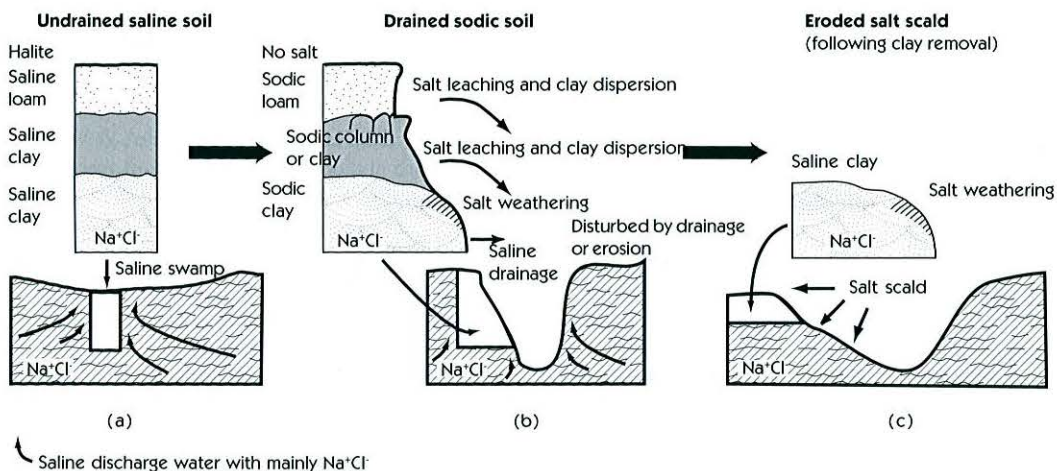 Undrained saline soil
Halite
Saline
loam
Saline
clay
Saline
clay
Na⁺Cl⁻
Saline swamp
Na⁺Cl⁻
(a)
Drained sodic soil
No salt
Sodic
loam
Salt leaching and clay dispersion
Sodic column
or clay
Salt leaching and clay dispersion
Sodic
clay
Salt weathering
Na⁺Cl⁻
Saline
drainage
Disturbed by drainage
or erosion
Na⁺Cl⁻
(b)
Eroded salt scald
(following clay removal)
Saline clay
Salt weathering
Na⁺Cl⁻
Salt scald
Na⁺Cl⁻
(c)
Saline discharge water with mainly Na⁺Cl⁻